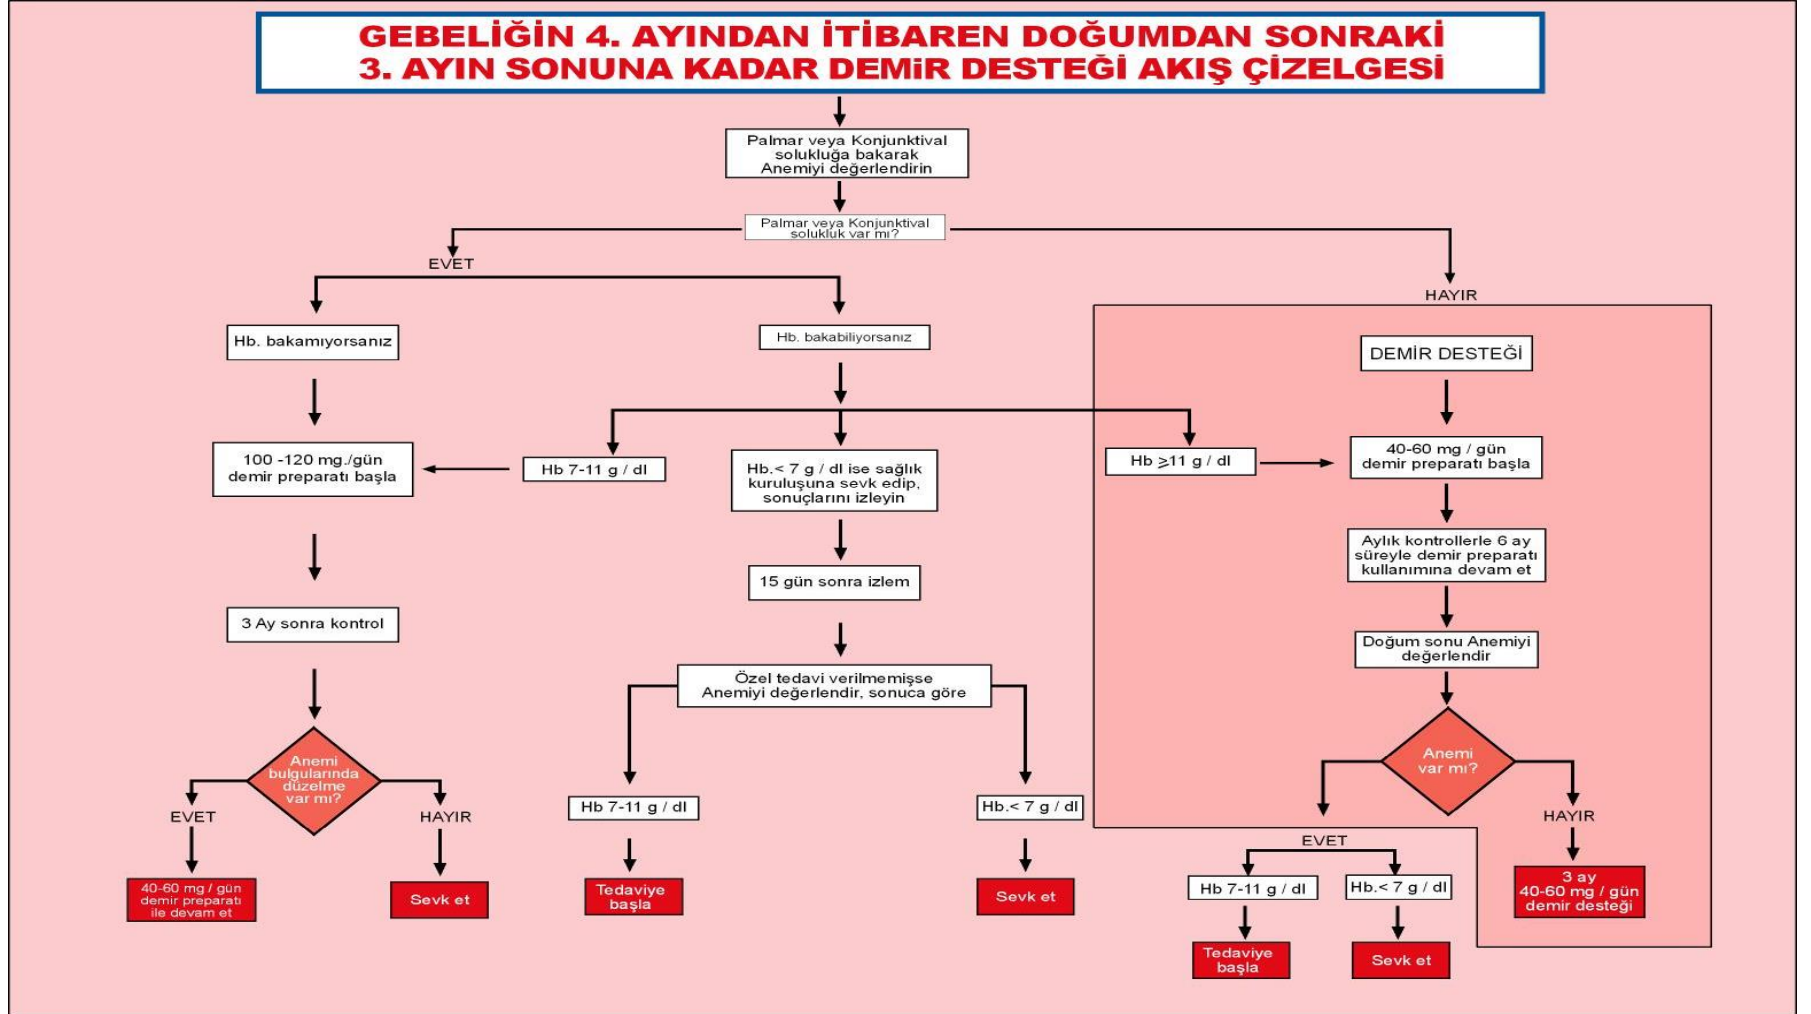 GEBELİĞİN 4. AYINDAN İTİBAREN DOĞUMDAN SONRAKİ
3. AYIN SONUNA KADAR DEMiR DESTEĞİ AKIŞ ÇİZELGESİ
Palmar veya Konjunktival
solukluğa bakarak
Anemiyi değerlendirin
Palmar veya Konjunktival
solukluk var mı?
EVET
HAYIR
Hb. bakamıyorsanız
Hb. bakabiliyorsanız
DEMİR DESTEĞİ
100 -120 mg./gün
demir preparatı başla
Hb 7-11 g / dl
Hb.< 7 g / dl ise sağlık
kuruluşuna sevk edip,
sonuçlarını izleyin
Hb ≥11 g / dl
40-60 mg / gün
demir preparatı başla
Aylık kontrollerle 6 ay
süreyle demir preparatı
kullanımına devam et
15 gün sonra izlem
3 Ay sonra kontrol
Doğum sonu Anemiyi
değerlendir
Özel tedavi verilmemişse
Anemiyi değerlendir, sonuca göre
Anemi
bulgularında
düzelme
var mı?
Anemi
var mı?
EVET
HAYIR
Hb 7-11 g / dl
Hb.< 7 g / dl
EVET
HAYIR
40-60 mg / gün
demir preparatı
ile devam et
Sevk et
Tedaviye
başla
Sevk et
Hb 7-11 g / dl
Hb.< 7 g / dl
3 ay
40-60 mg / gün
demir desteği
Tedaviye
başla
Sevk et